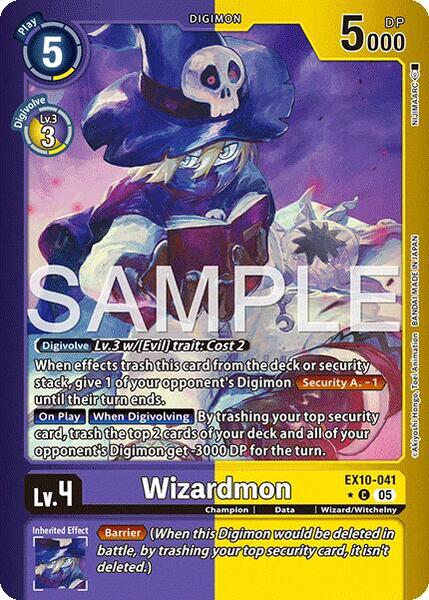 DIGIMON
Play
5
DP
5000
Digivolve
Lv.3
3
NIJIMAARC
SAMPLE
Digivolve Lv.3 w/[Evil] trait: Cost 2
When effects trash this card from the deck or security
stack, give 1 of your opponent's Digimon Security A. -1
until their turn ends.
On Play When Digivolving By trashing your top security
card, trash the top 2 cards of your deck and all of your
opponent's Digimon get -3000 DP for the turn.
©Akiyoshi Hongo, Toei Animation BANDAI MADE IN JAPAN
Lv.4
Wizardmon
EX10-041
C 05
Champion Data Wizard/Witchelny
Inherited Effect
Barrier (When this Digimon would be deleted in
battle, by trashing your top security card, it isn't
deleted.)